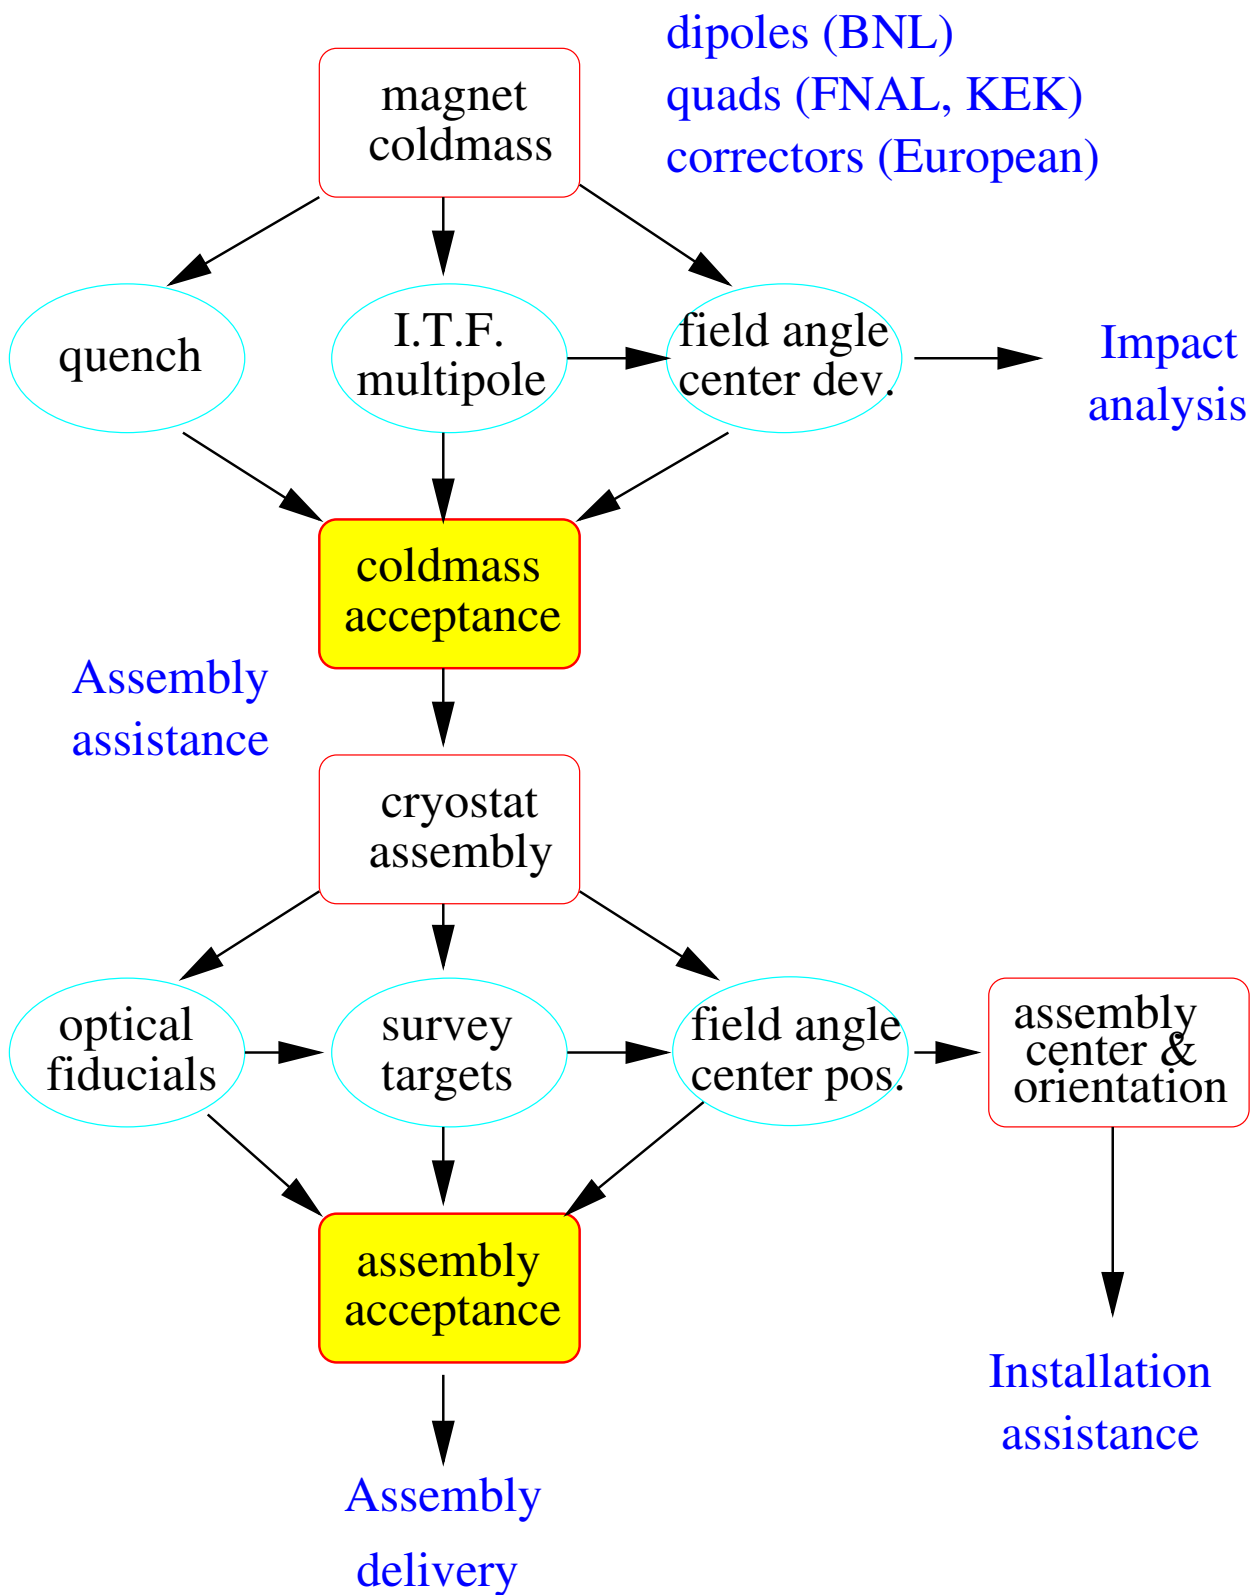 dipoles (BNL)
quads (FNAL, KEK)
correctors (European)
magnet
coldmass
quench
I.T.F.
multipole
field angle
center dev.
Impact
analysis
coldmass
acceptance
Assembly
assistance
cryostat
assembly
optical
fiducials
survey
targets
field angle
center pos.
assembly
center &
orientation
assembly
acceptance
Installation
assistance
Assembly
delivery